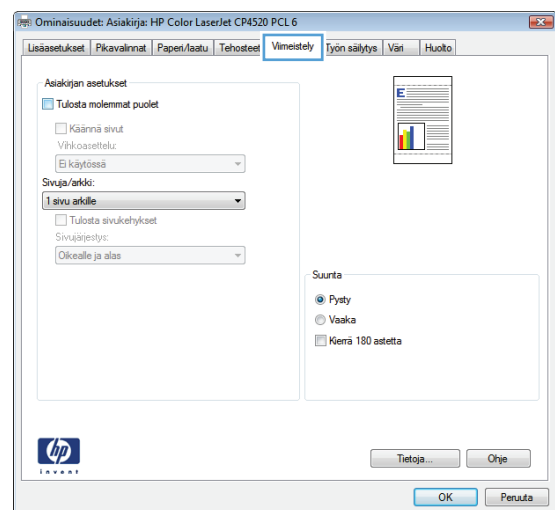 Ominaisuudet: Asiakirja: HP Color LaserJet CP4520 PCL 6
Lisäasetukset Pikavalinnat Paperi/laatu Tehosteet Viimeistely Työn säilytys Väri Huolto
Asiakirjan asetukset
Tulosta molemmat puolet
Käännä sivut
Vihkoasettelu:
Ei käytössä
Sivuja/arkki:
1 sivu arkille
Tulosta sivukehykset
Sivujärjestys:
Oikealle ja alas
E
Suunta
Pysty
Vaaka
Kierrä 180 astetta
hp
invent
Tietoja... Ohje
OK Peruuta